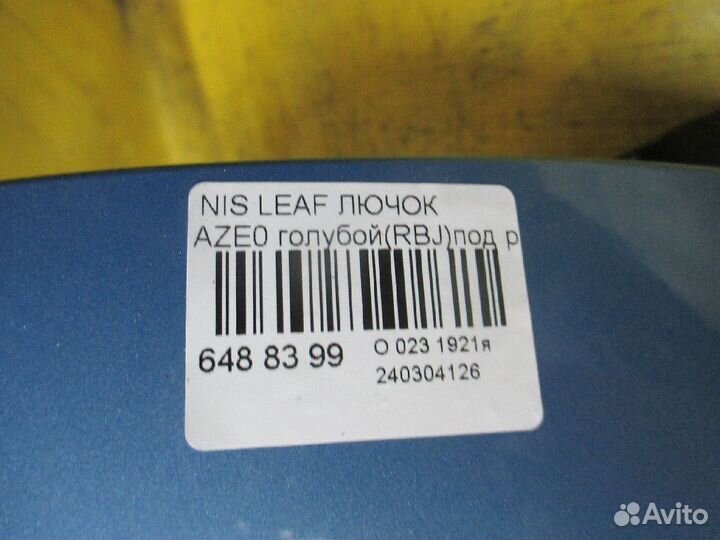 NIS LEAF ЛЮЧОК
AZE0 голубой(RBJ)под р
648 83 99
О 023 1921я
240304126
Avito